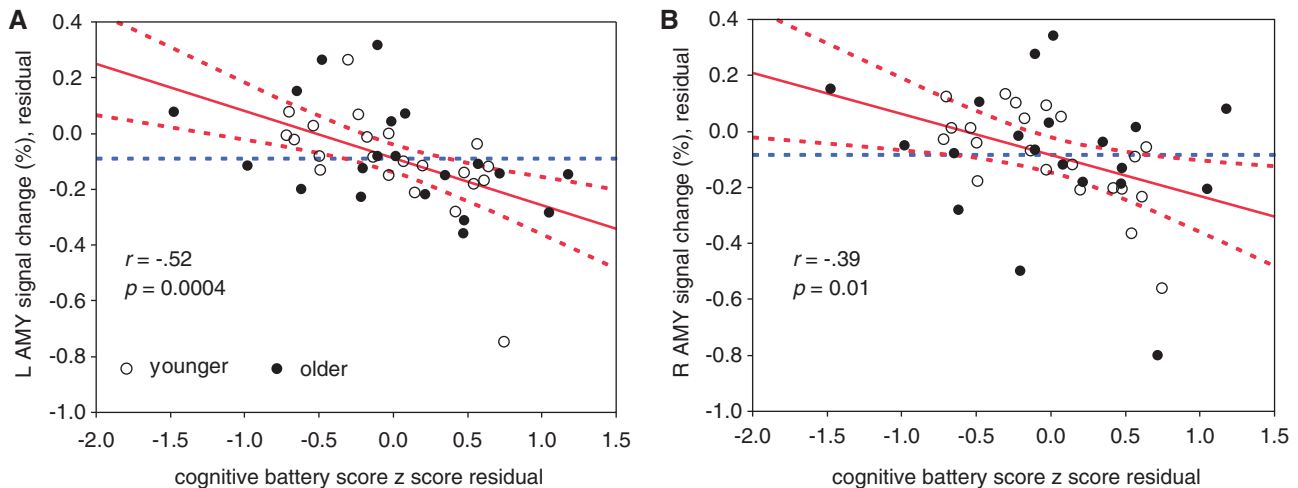 A
L AMY signal change (%), residual
0.4
0.2
0.0
-0.2
-0.4
-0.6
-0.8
-1.0
r = -.52
p = 0.0004
younger older
-2.0 -1.5 -1.0 -0.5 0.0 0.5 1.0 1.5
cognitive battery score z score residual
B
R AMY signal change (%), residual
0.4
0.2
0.0
-0.2
-0.4
-0.6
-0.8
-1.0
r = -.39
p = 0.01
-2.0 -1.5 -1.0 -0.5 0.0 0.5 1.0 1.5
cognitive battery score z score residual